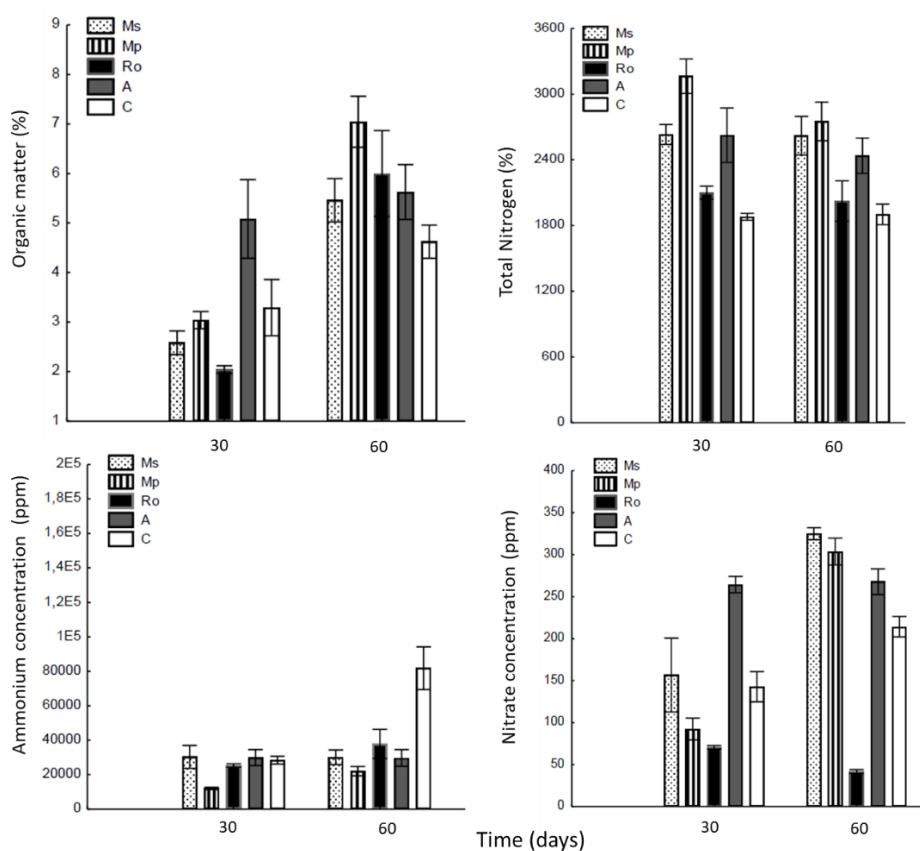 Organic matter (%)
9
8
7
6
5
4
3
2
1
Ms
Mp
Ro
A
C
30
60
Total Nitrogen (%)
3600
3000
2400
1800
1200
600
0
Ms
Mp
Ro
A
C
30
60
Ammonium concentration (ppm)
2E5
1,8E5
1,6E5
1,4E5
1,2E5
1E5
80000
60000
40000
20000
0
Ms
Mp
Ro
A
C
30
60
Nitrate concentration (ppm)
400
350
300
250
200
150
100
50
0
Ms
Mp
Ro
A
C
30
60
Time (days)